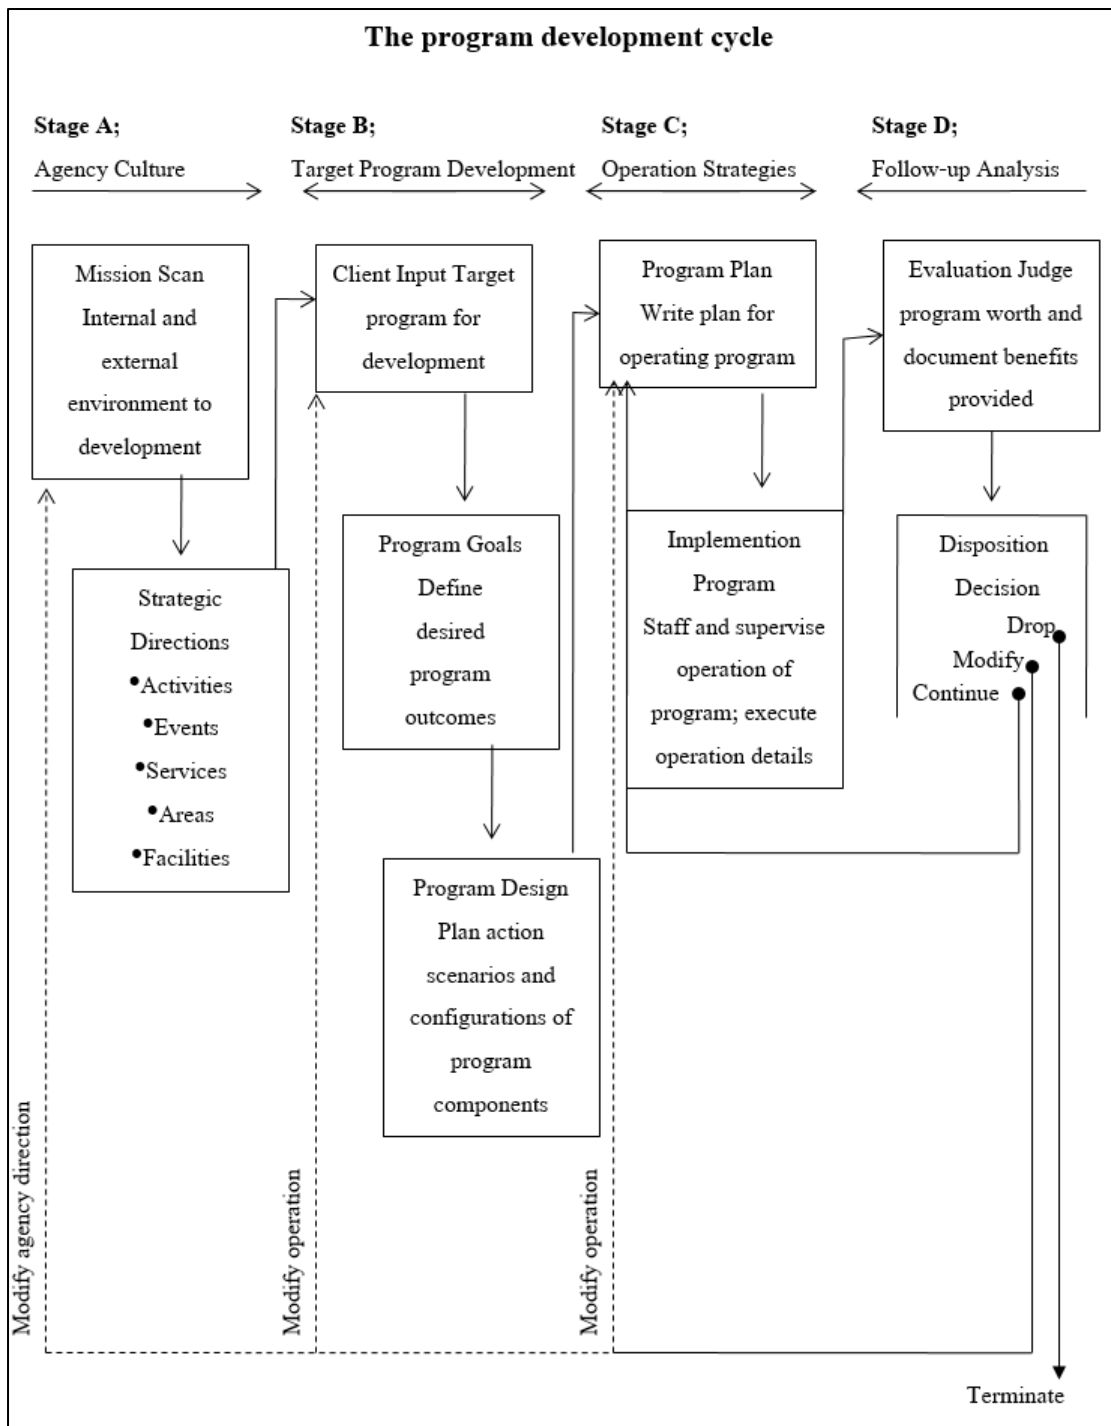 The program development cycle
Stage A;
Agency Culture
Stage B;
Target Program Development
Stage C;
Operation Strategies
Stage D;
Follow-up Analysis
Mission Scan
Internal and
external
environment to
development
Strategic
Directions
•Activities
•Events
•Services
•Areas
•Facilities
Client Input Target
program for
development
Program Goals
Define
desired
program
outcomes
Program Design
Plan action
scenarios and
configurations of
program
components
Program Plan
Write plan for
operating program
Implemention
Program
Staff and supervise
operation of
program; execute
operation details
Evaluation Judge
program worth and
document benefits
provided
Disposition
Decision
Drop
Modify
Continue
Modify agency direction
Modify operation
Modify operation
Terminate